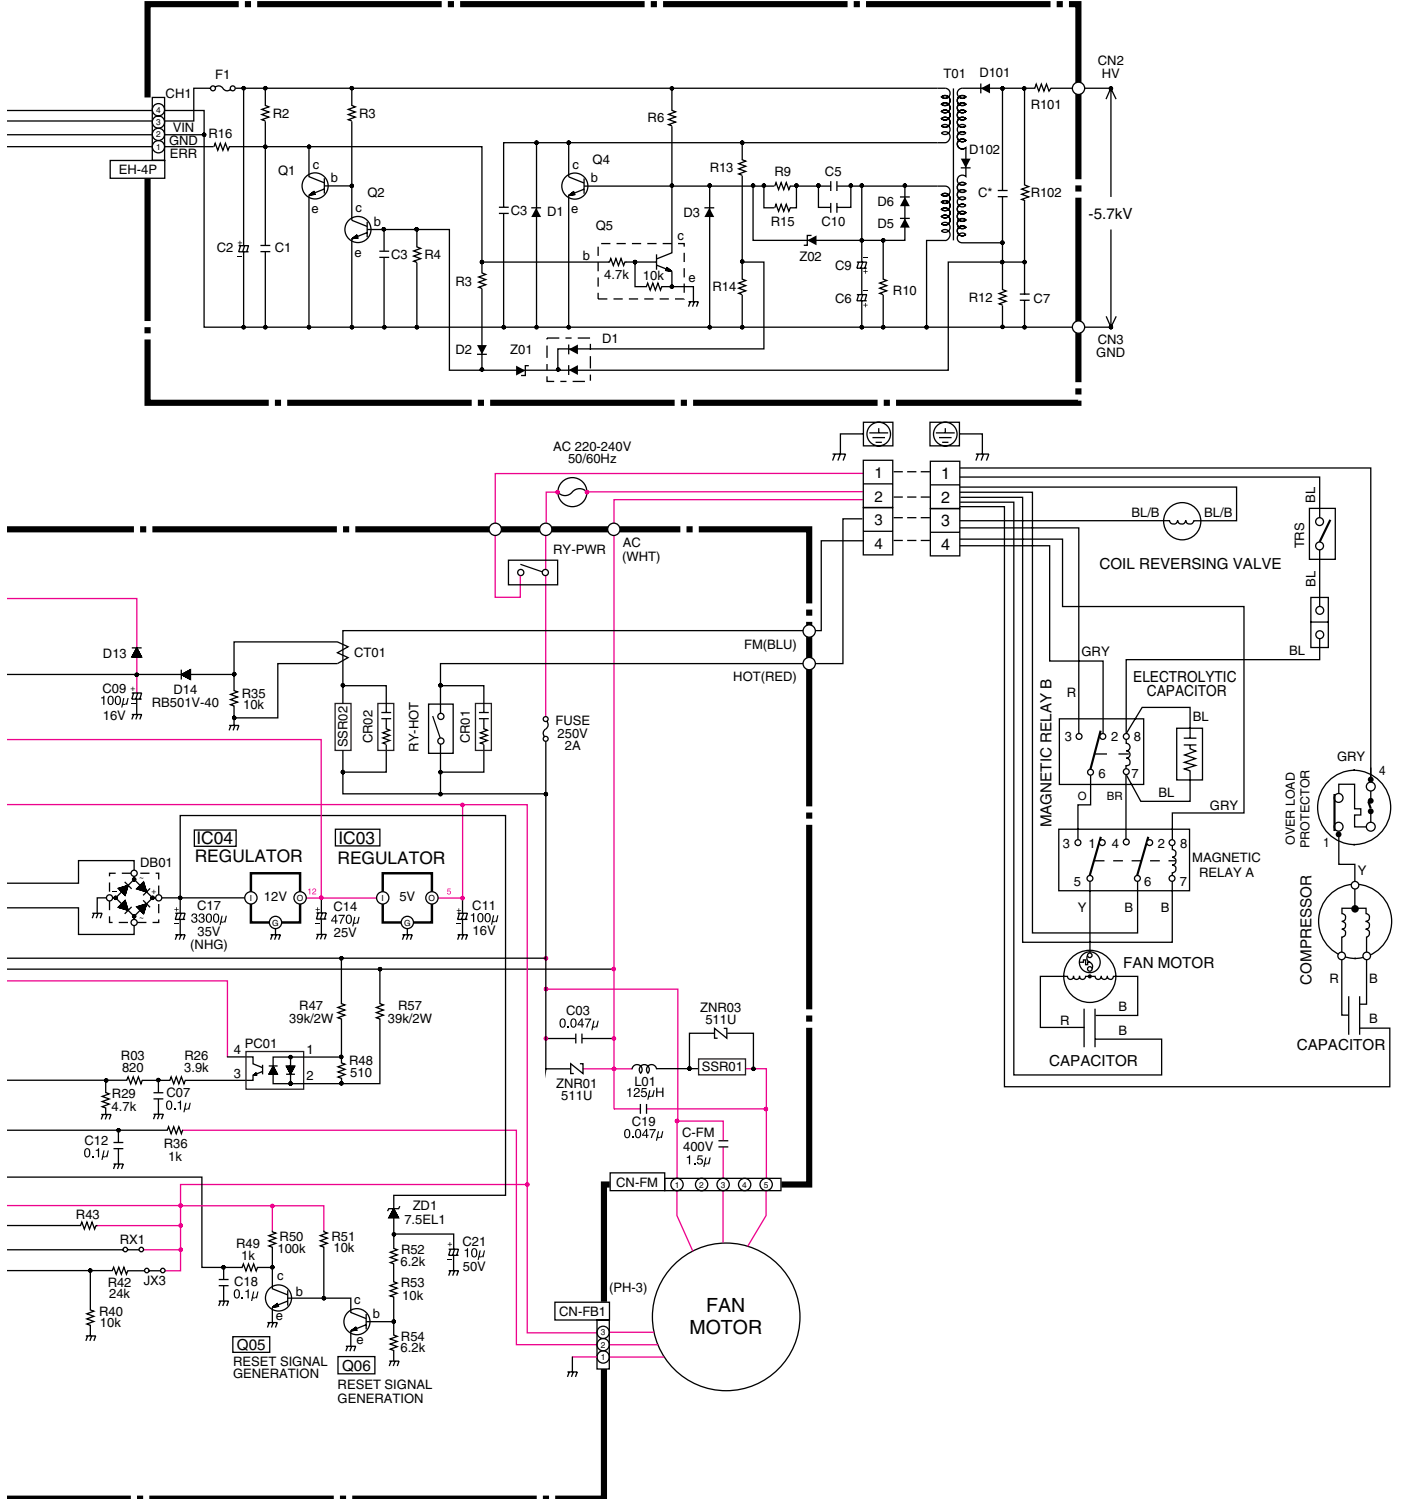 F1
CH1
4
3
2
1
VIN
GND
ERR
R16
EH-4P
R2
R3
Q1
c
b
e
Q2
c
b
e
C2
+
C1
C3
R4
R3
D2
Z01
D1
C3
D1
Q4
c
b
e
Q5
b
4.7k
10k
c
e
R6
D3
R13
R14
R9
R15
C5
C10
Z02
D6
D5
C9
C6
R10
T01
D101
D102
C*
R101
R102
R12
C7
CN2
HV
-5.7kV
CN3
GND
AC 220-240V
50/60Hz
RY-PWR
AC
(WHT)
FM(BLU)
HOT(RED)
1
2
3
4
1
2
3
4
BL/B
BL/B
COIL REVERSING VALVE
BL
TRS
BL
BL
D13
D14
RB501V-40
C09
100µ
16V
R35
10k
CT01
SSR02
CR02
RY-HOT
CR01
FUSE
250V
2A
R
GRY
ELECTROLYTIC
CAPACITOR
BL
BL
MAGNETIC RELAY B
3
2
8
6
7
O
BR
GRY
3
1
4
2
8
5
6
7
MAGNETIC
RELAY A
Y
B
B
GRY
4
OVER LOAD
PROTECTOR
1
Y
COMPRESSOR
R
B
B
CAPACITOR
FAN MOTOR
R
B
B
CAPACITOR
DB01
IC04
REGULATOR
I
12V
O
G
12
IC03
REGULATOR
I
5V
O
G
5
C17
3300µ
35V
(NHG)
C14
470µ
25V
C11
100µ
16V
R47
39k/2W
R57
39k/2W
PC01
4
3
1
2
R48
510
R03
820
R26
3.9k
R29
4.7k
C07
0.1µ
C12
0.1µ
R36
1k
C03
0.047µ
ZNR01
511U
L01
125µH
C19
0.047µ
ZNR03
511U
SSR01
C-FM
400V
1.5µ
CN-FM
1
2
3
4
5
R43
RX1
R42
24k
JX3
R40
10k
R49
1k
C18
0.1µ
R50
100k
R51
10k
c
b
e
Q05
RESET SIGNAL
GENERATION
c
b
e
Q06
RESET SIGNAL
GENERATION
ZD1
7.5EL1
R52
6.2k
R53
10k
R54
6.2k
C21
10µ
50V
(PH-3)
CN-FB1
3
2
1
FAN
MOTOR